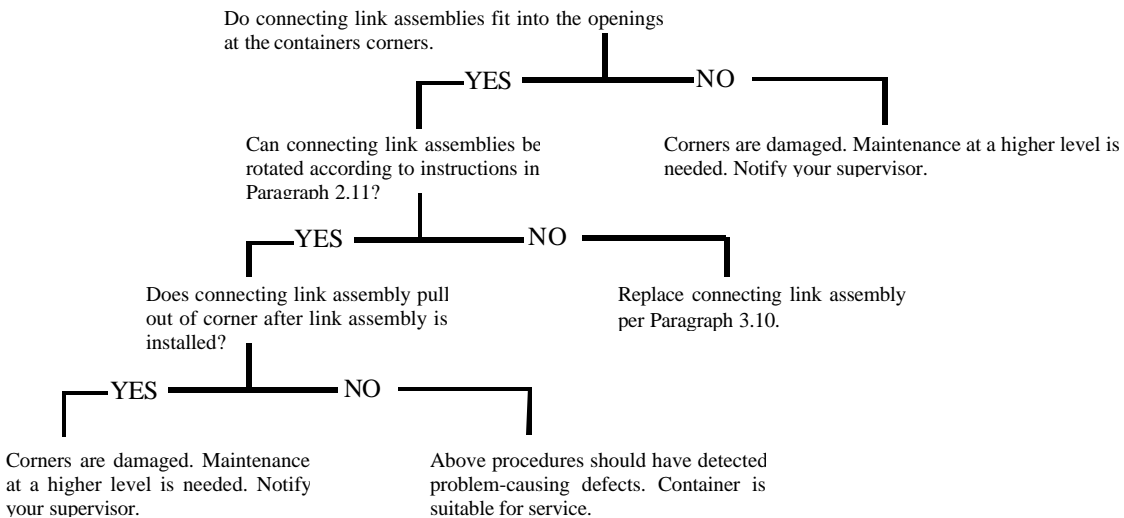 Do connecting link assemblies fit into the openings
at the containers corners.
YES
NO
Can connecting link assemblies be
rotated according to instructions in
Paragraph 2.11?
Corners are damaged. Maintenance at a higher level is
needed. Notify your supervisor.
YES
NO
Does connecting link assembly pull
out of corner after link assembly is
installed?
Replace connecting link assembly
per Paragraph 3.10.
YES
NO
Corners are damaged. Maintenance
at a higher level is needed. Notify
your supervisor.
Above procedures should have detected
problem-causing defects. Container is
suitable for service.